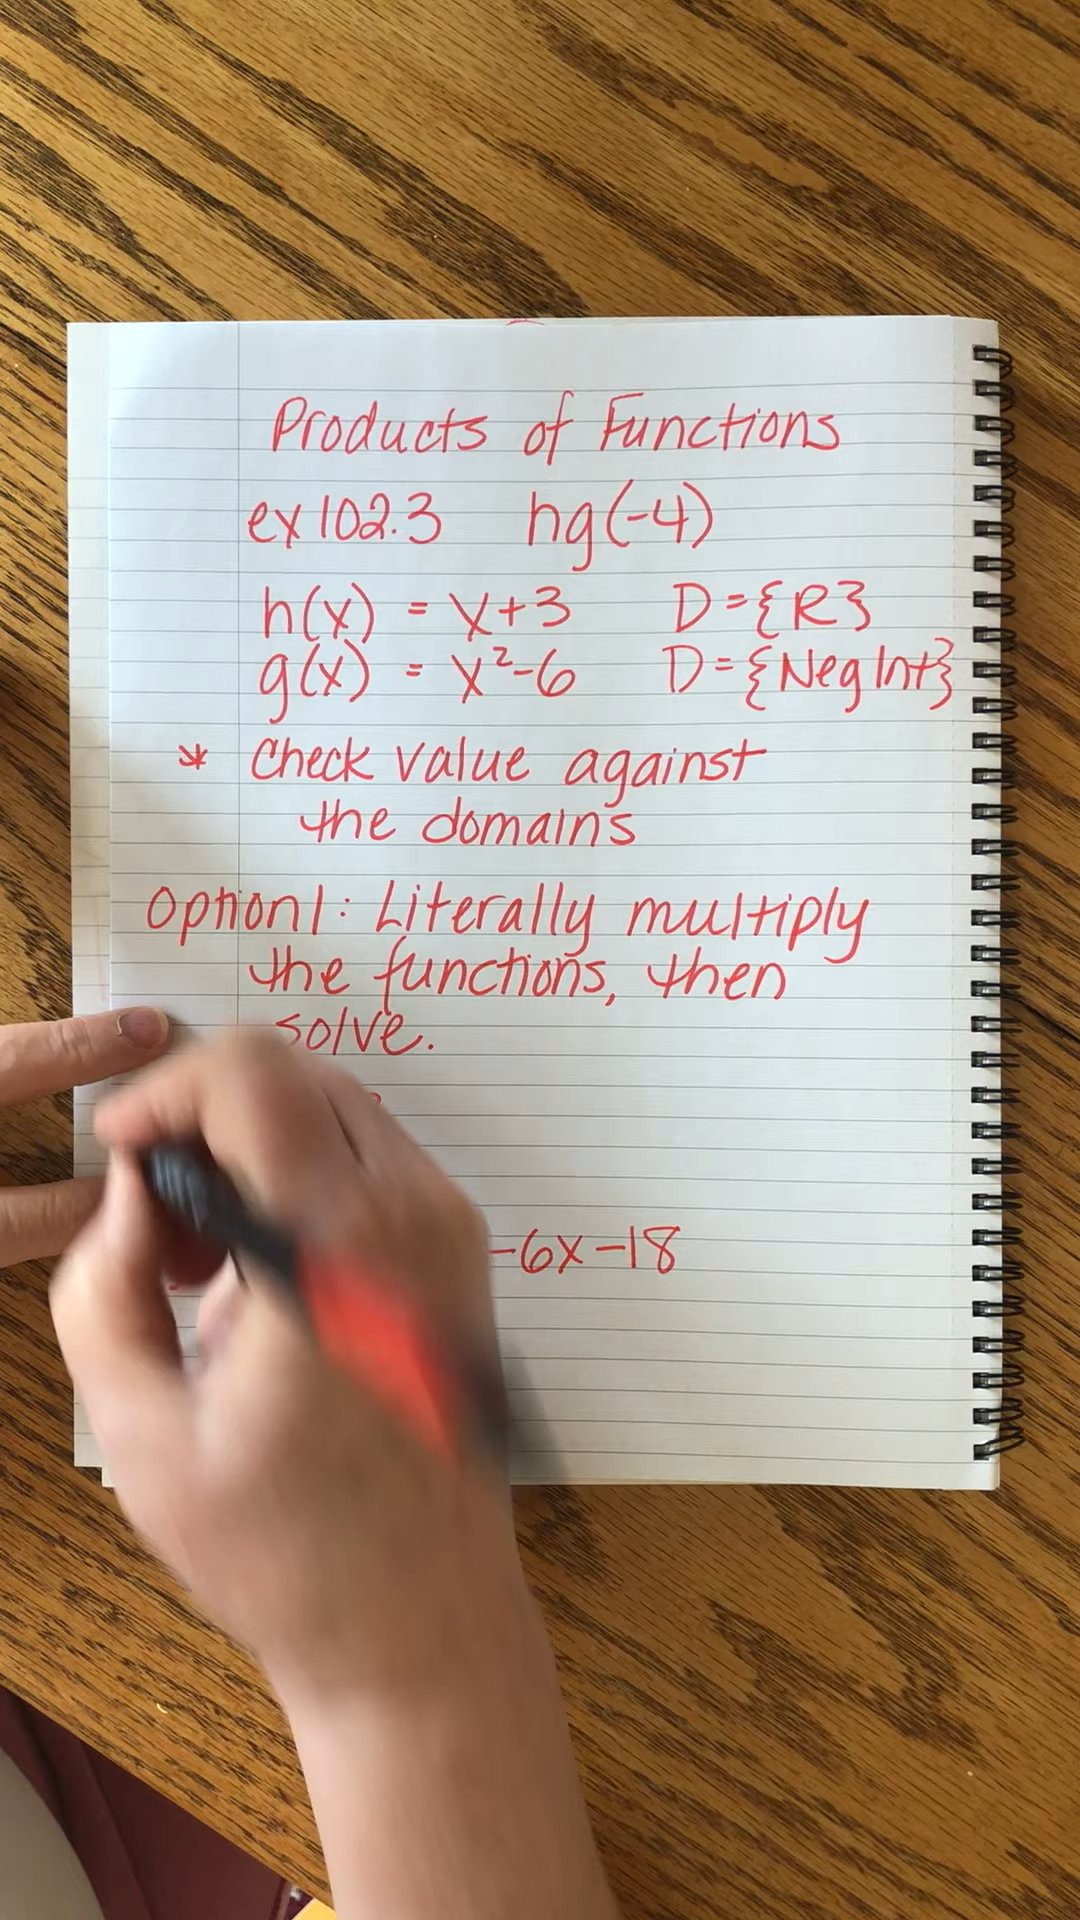 Products of Functions
ex 102.3 hg(-4)
h(x) = x+3 D={R}
g(x) = x²-6 D={Neg Int}
* Check value against
the domains
Option 1: Literally multiply
the functions, then
solve.
-6x-18